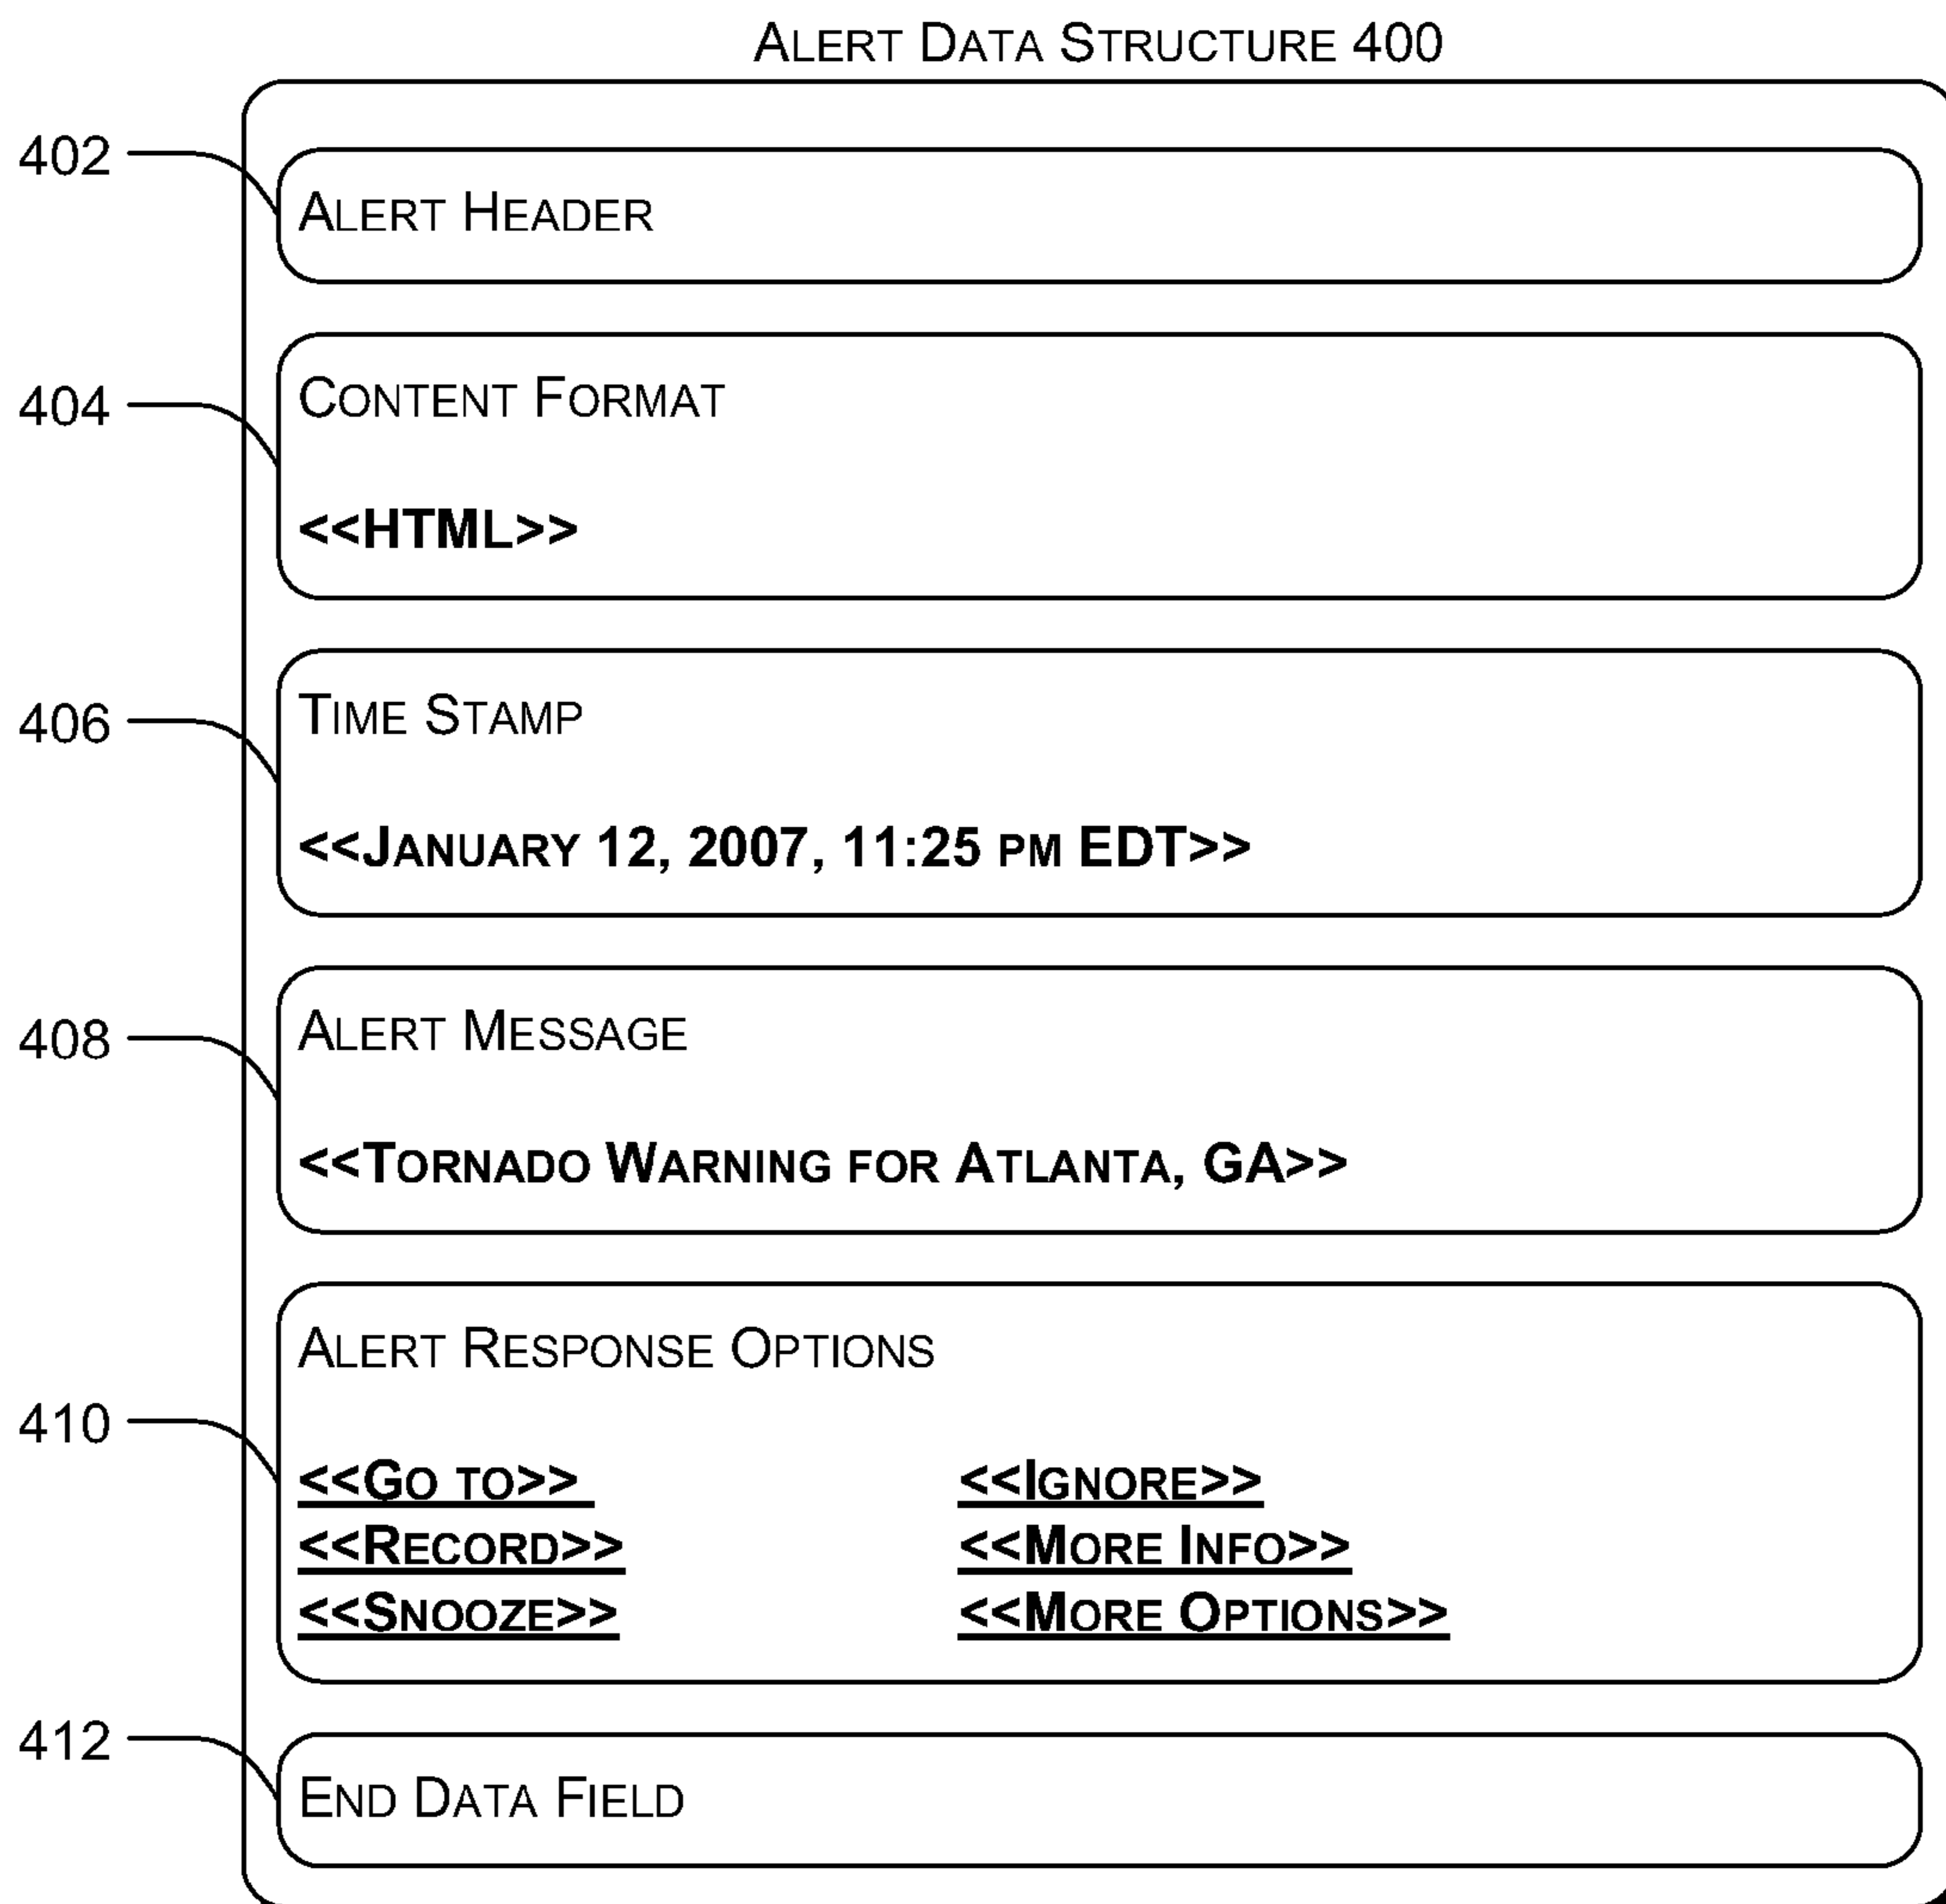 ALERT DATA STRUCTURE 400
402
ALERT HEADER
404
CONTENT FORMAT
<<HTML>>
406
TIME STAMP
<<JANUARY 12, 2007, 11:25 PM EDT>>
408
ALERT MESSAGE
<<TORNADO WARNING FOR ATLANTA, GA>>
410
ALERT RESPONSE OPTIONS
<<GO TO>> <<IGNORE>>
<<RECORD>> <<MORE INFO>>
<<SNOOZE>> <<MORE OPTIONS>>
412
END DATA FIELD